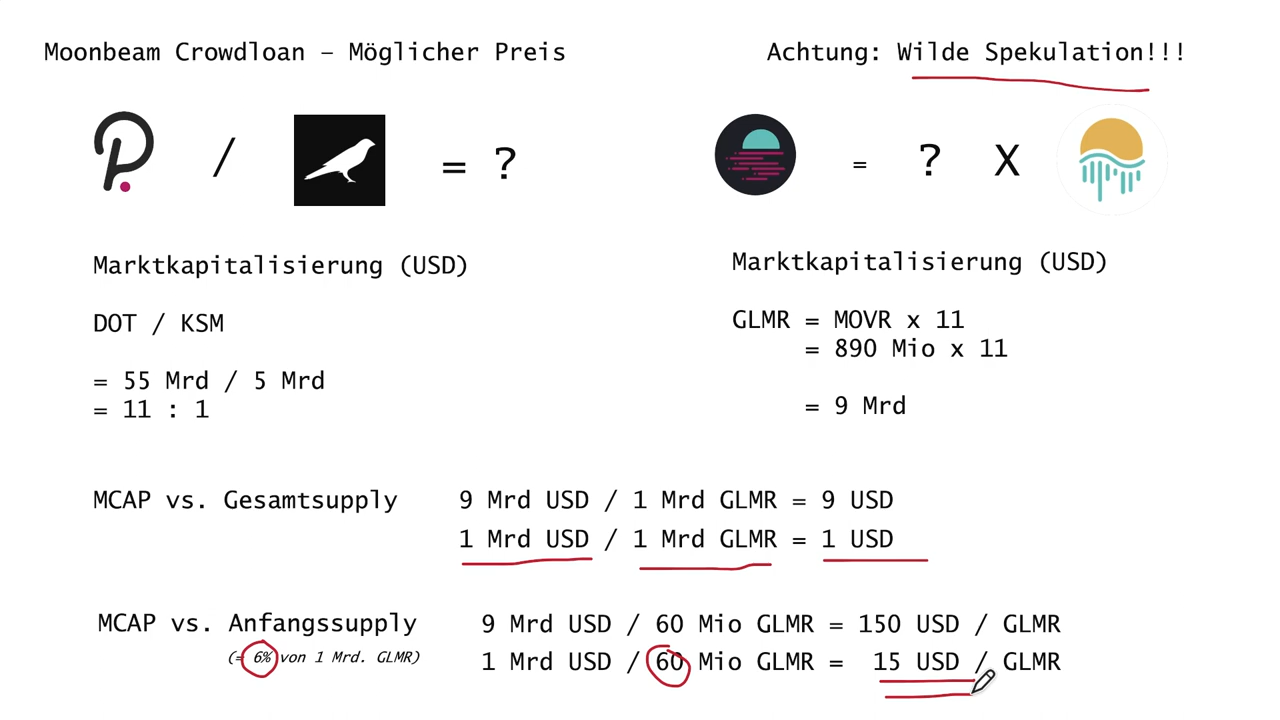 Moonbeam Crowdloan – Möglicher Preis
Achtung: Wilde Spekulation!!!
/ = ?
= ? X
Marktkapitalisierung (USD)
DOT / KSM
= 55 Mrd / 5 Mrd
= 11 : 1
Marktkapitalisierung (USD)
GLMR = MOVR x 11
= 890 Mio x 11
= 9 Mrd
MCAP vs. Gesamtsupply 9 Mrd USD / 1 Mrd GLMR = 9 USD
1 Mrd USD / 1 Mrd GLMR = 1 USD
MCAP vs. Anfangssupply 9 Mrd USD / 60 Mio GLMR = 150 USD / GLMR
(= 6% von 1 Mrd. GLMR) 1 Mrd USD / 60 Mio GLMR = 15 USD / GLMR